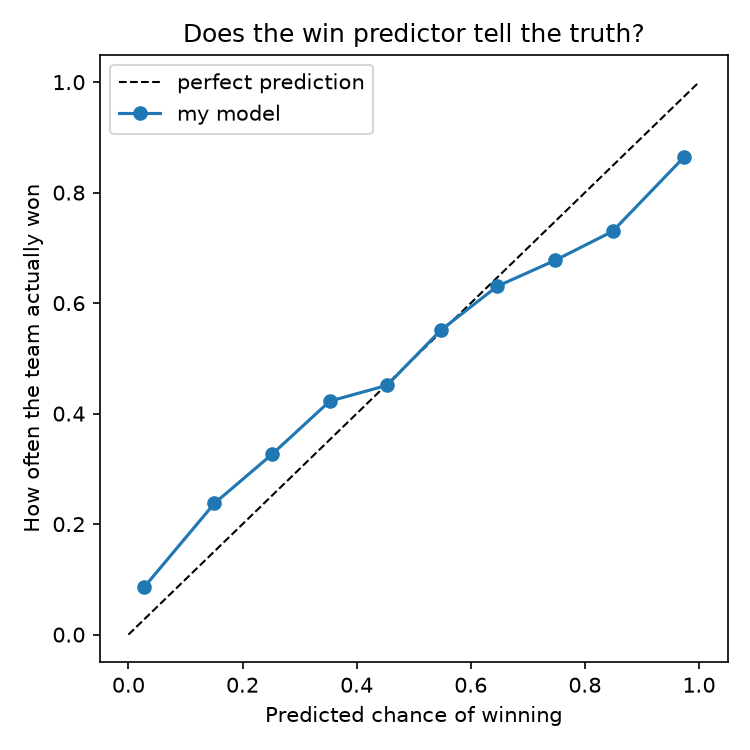 Does the win predictor tell the truth?
perfect prediction
my model
How often the team actually won
1.0
0.8
0.6
0.4
0.2
0.0
0.0 0.2 0.4 0.6 0.8 1.0
Predicted chance of winning